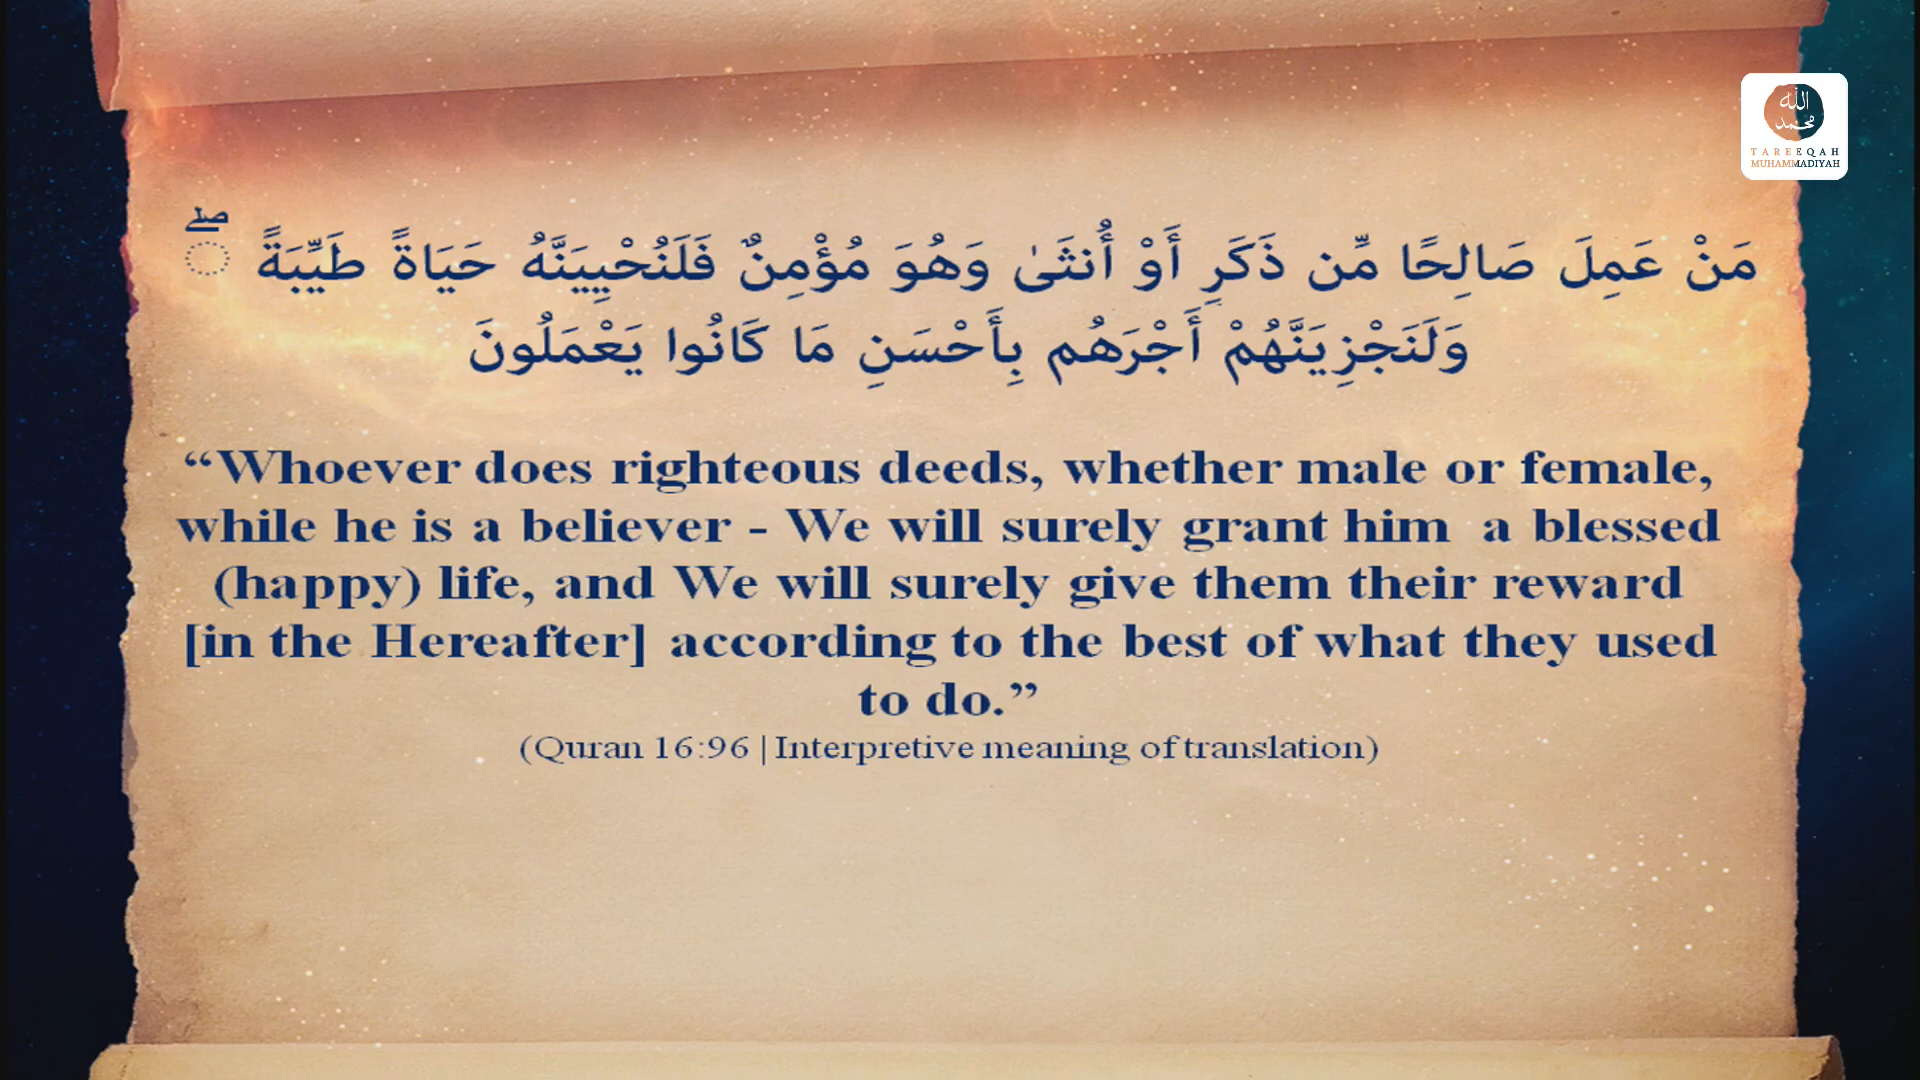 الله
محمد
TAREEQAH
MUHAMMADIYAH
مَنْ عَمِلَ صَالِحًا مِّن ذَكَرٍ أَوْ أُنثَىٰ وَهُوَ مُؤْمِنٌ فَلَنُحْيِيَنَّهُ حَيَاةً طَيِّبَةً ۖ
وَلَنَجْزِيَنَّهُمْ أَجْرَهُم بِأَحْسَنِ مَا كَانُوا يَعْمَلُونَ
“Whoever does righteous deeds, whether male or female,
while he is a believer - We will surely grant him a blessed
(happy) life, and We will surely give them their reward
[in the Hereafter] according to the best of what they used
to do.”
(Quran 16:96 | Interpretive meaning of translation)